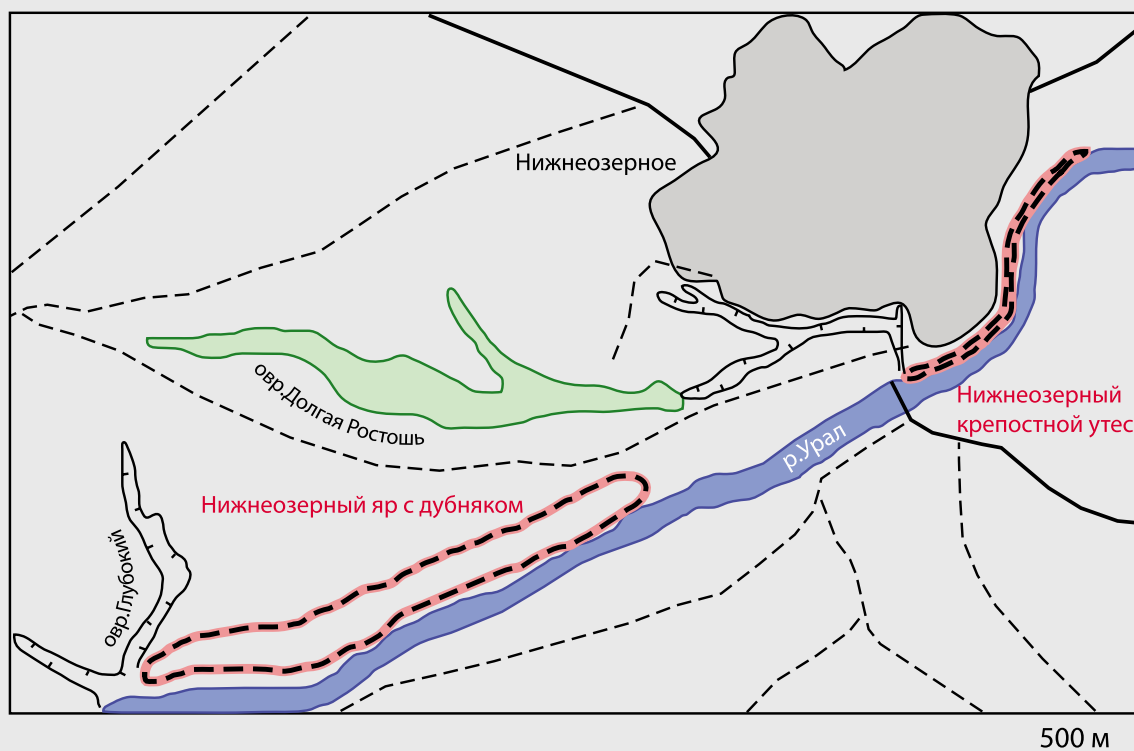 Нижнеозерное
овр.Долгая Ростошь
Нижнеозерный
крепостной утес
р.Урал
Нижнеозерный яр с дубняком
овр.Глубокий
500 м